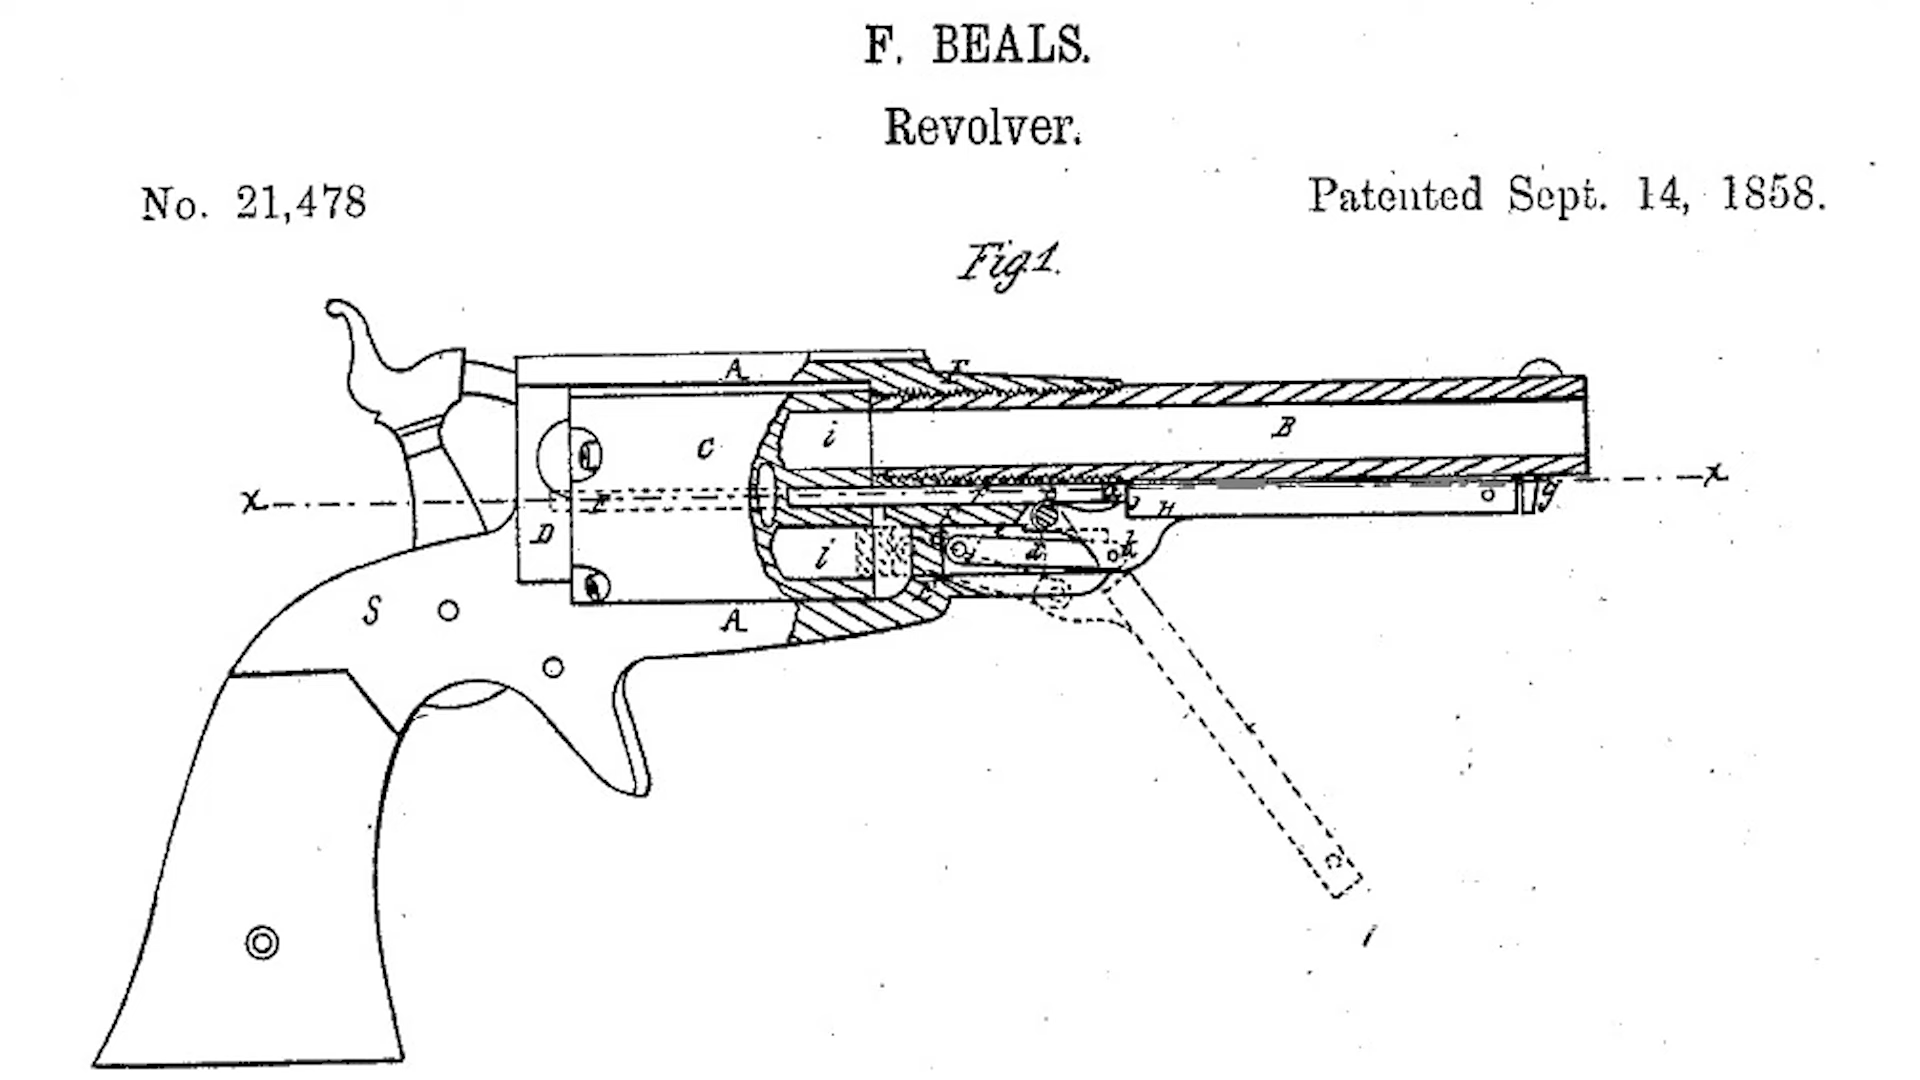 F. BEALS.
Revolver.
No. 21,478
Patented Sept. 14, 1858.
Fig. 1.
A
T
B
C
i
x
x
F
g
H
D
i
S
A